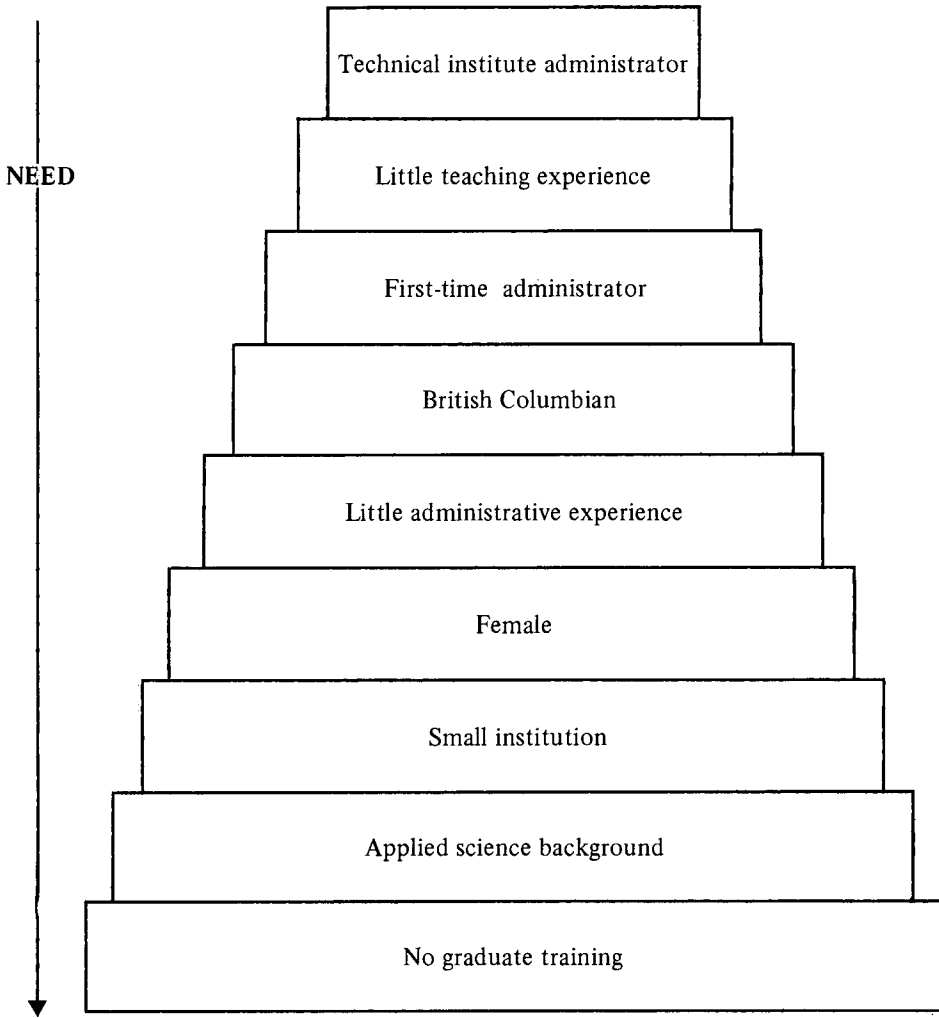 Technical institute administrator
NEED
Little teaching experience
First-time administrator
British Columbian
Little administrative experience
Female
Small institution
Applied science background
No graduate training